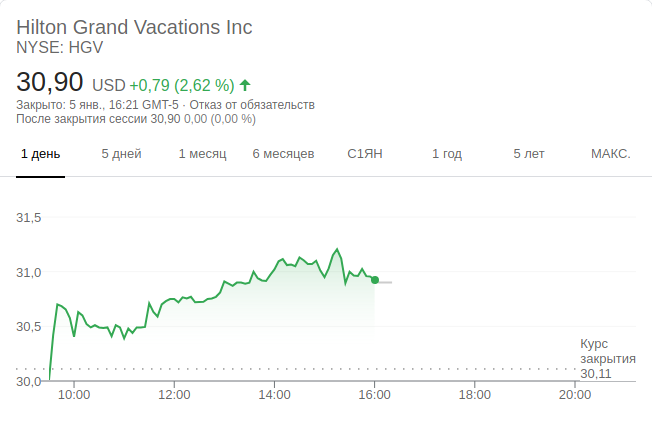 Hilton Grand Vacations Inc
NYSE: HGV
30,90 USD +0,79 (2,62 %)
Закрыто: 5 янв., 16:21 GMT-5 · Отказ от обязательств
После закрытия сессии 30,90 0,00 (0,00 %)
1 день 5 дней 1 месяц 6 месяцев С1ЯН 1 год 5 лет МАКС.
31,5
31,0
30,5
Курс
закрытия
30,11
30,0
10:00 12:00 14:00 16:00 18:00 20:00